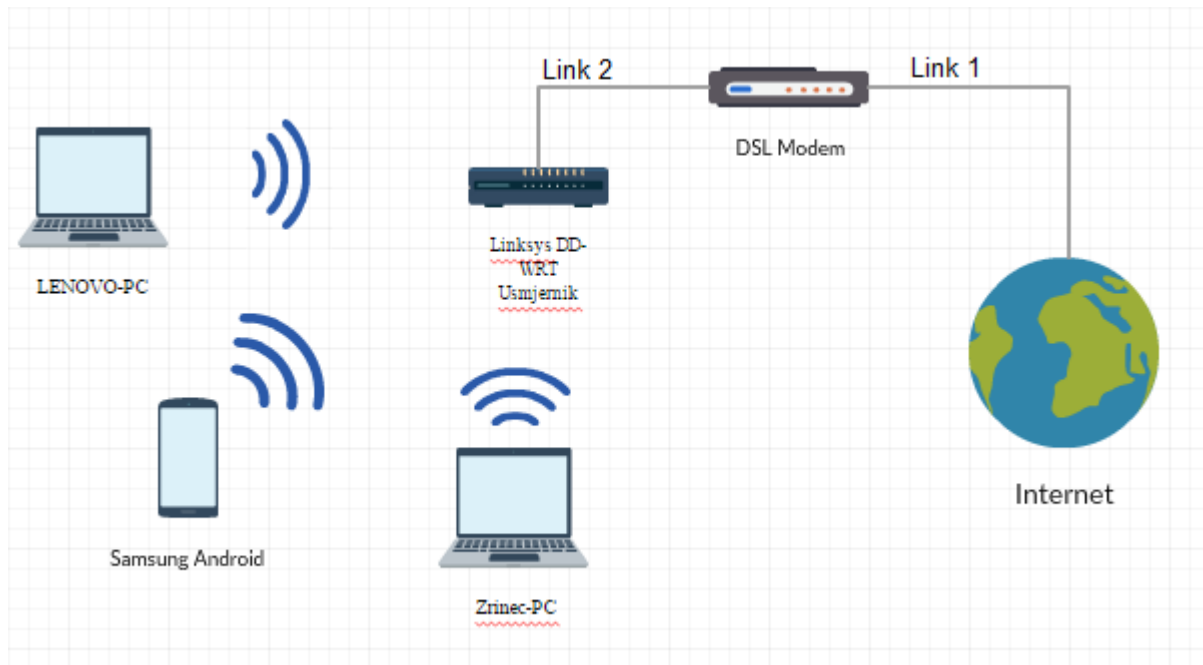 Link 2
Link 1
DSL Modem
LENOVO-PC
Linksys DD-
WRT
Usmjernik
Internet
Samsung Android
Zrinec-PC